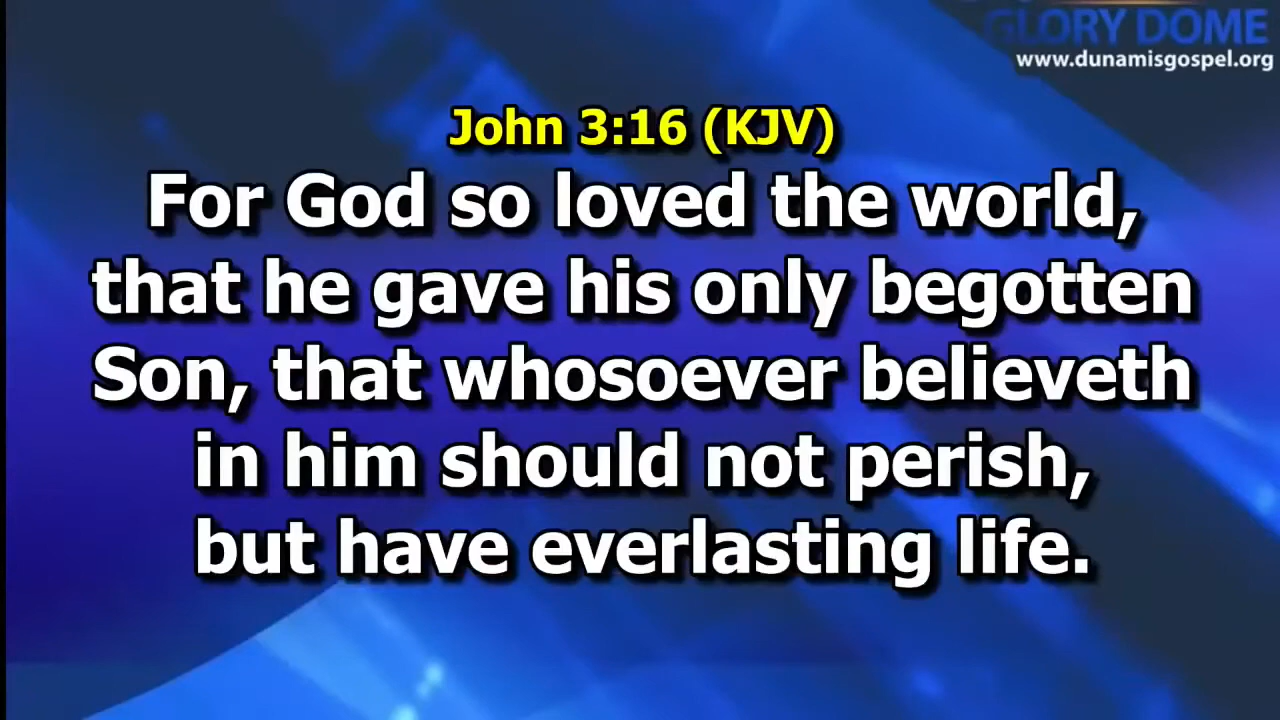 GLORY DOME
www.dunamisgospel.org
John 3:16 (KJV)
For God so loved the world,
that he gave his only begotten
Son, that whosoever believeth
in him should not perish,
but have everlasting life.